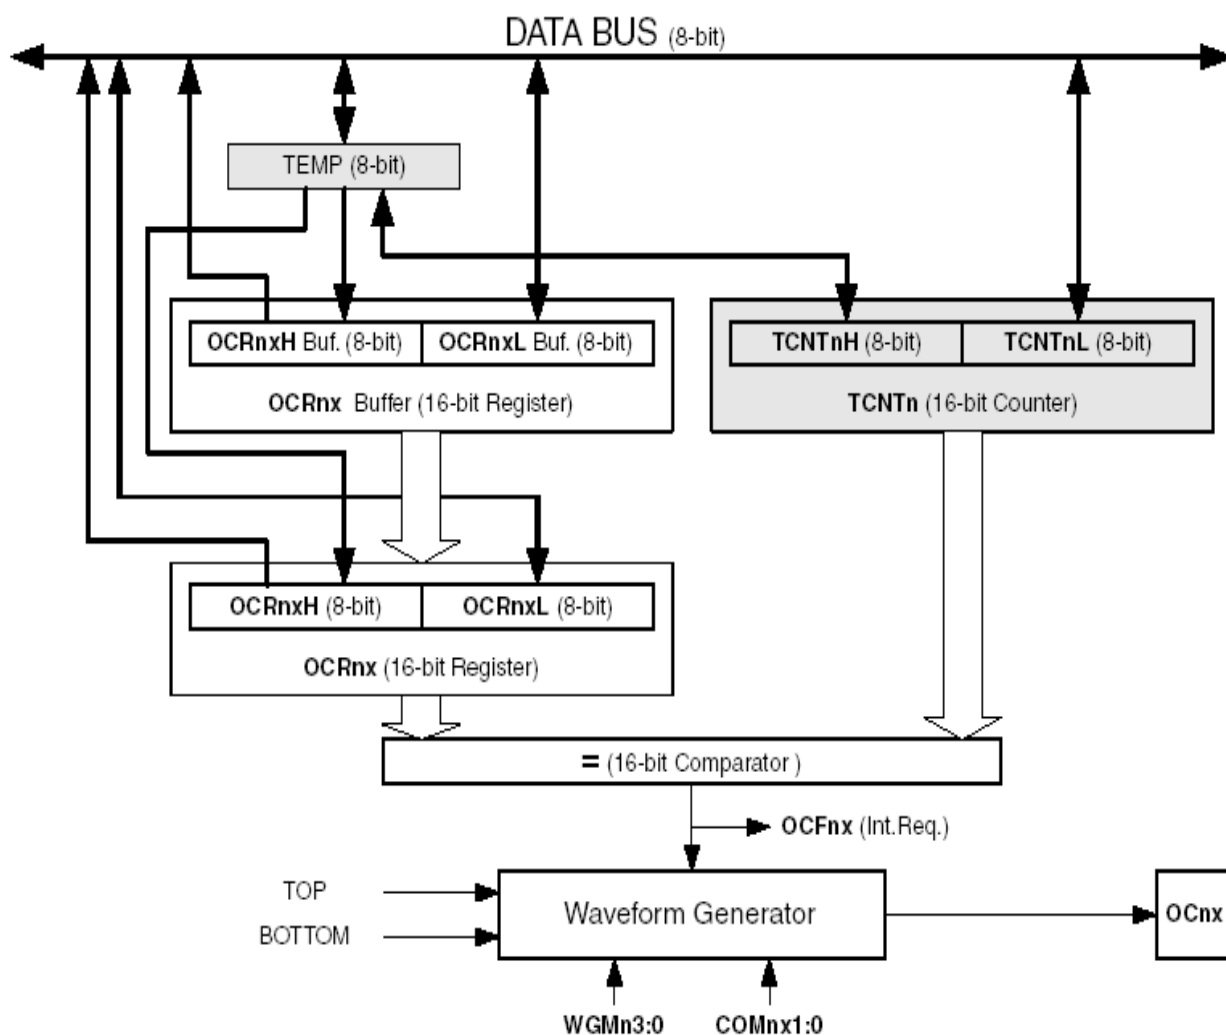 DATA BUS (8-bit)
TEMP (8-bit)
OCRnxH Buf. (8-bit) OCRnxL Buf. (8-bit)
OCRnx Buffer (16-bit Register)
TCNTnH (8-bit) TCNTnL (8-bit)
TCNTn (16-bit Counter)
OCRnxH (8-bit) OCRnxL (8-bit)
OCRnx (16-bit Register)
= (16-bit Comparator )
OCFnx (Int.Req.)
TOP
BOTTOM
Waveform Generator
OCnx
WGMn3:0 COMnx1:0